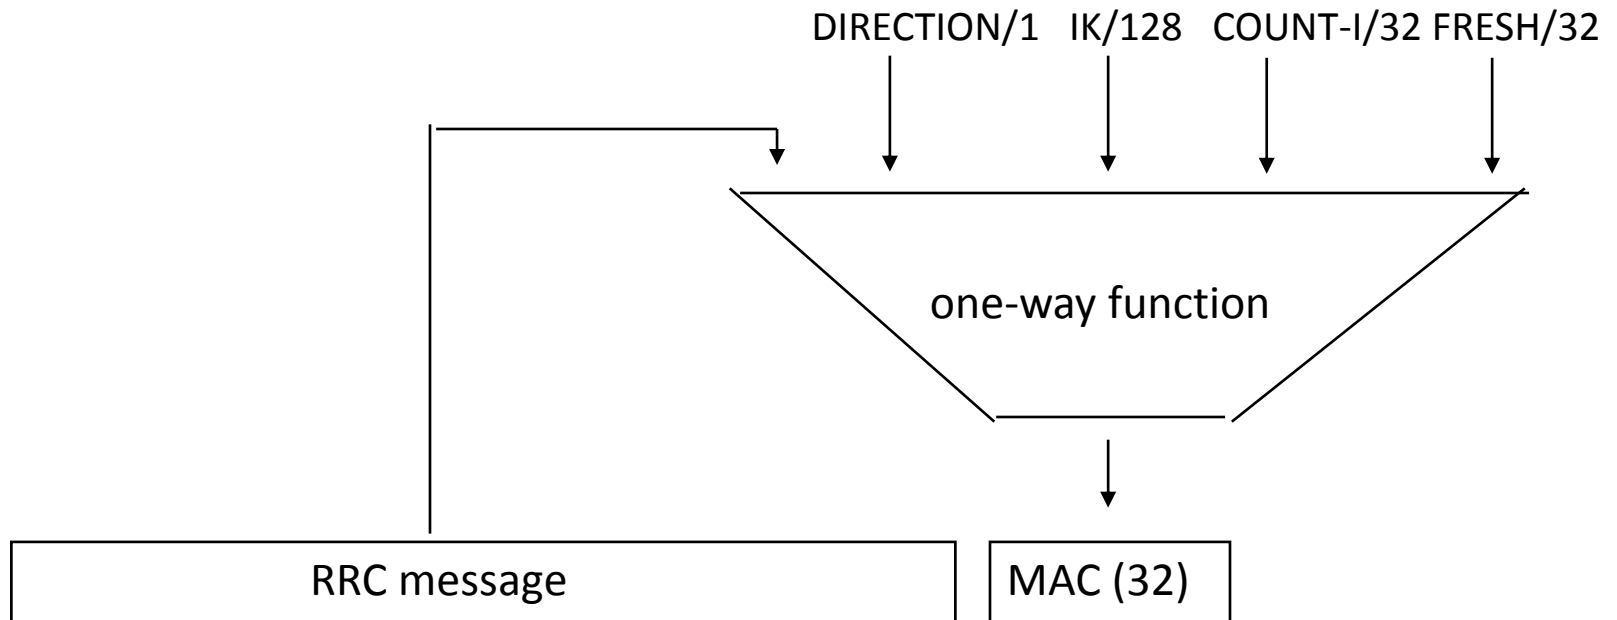 DIRECTION/1 IK/128 COUNT-I/32 FRESH/32
one-way function
RRC message MAC (32)